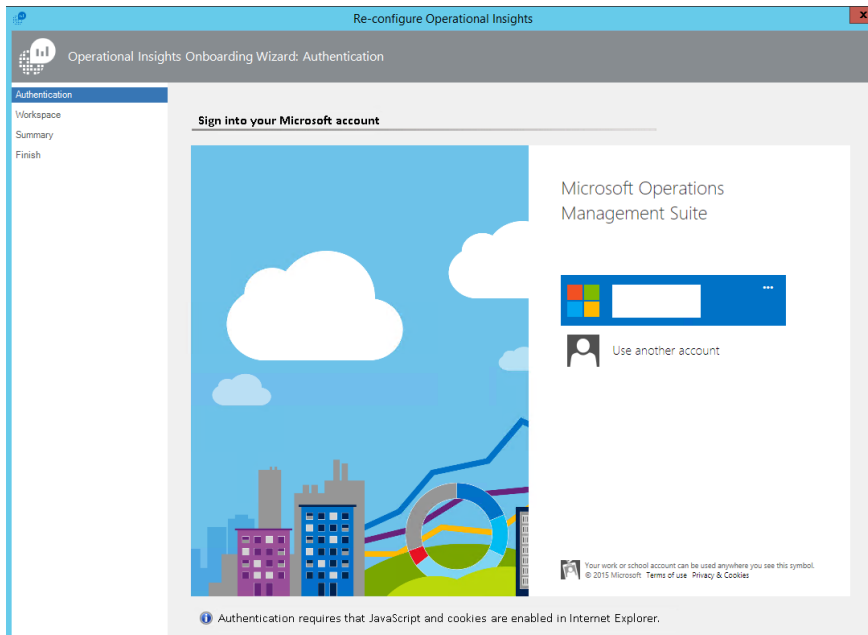 Re-configure Operational Insights
x
Operational Insights Onboarding Wizard: Authentication
Authentication
Workspace
Summary
Finish
Sign into your Microsoft account
Microsoft Operations
Management Suite
Use another account
Your work or school account can be used anywhere you see this symbol.
© 2015 Microsoft Terms of use Privacy & Cookies
Authentication requires that JavaScript and cookies are enabled in Internet Explorer.